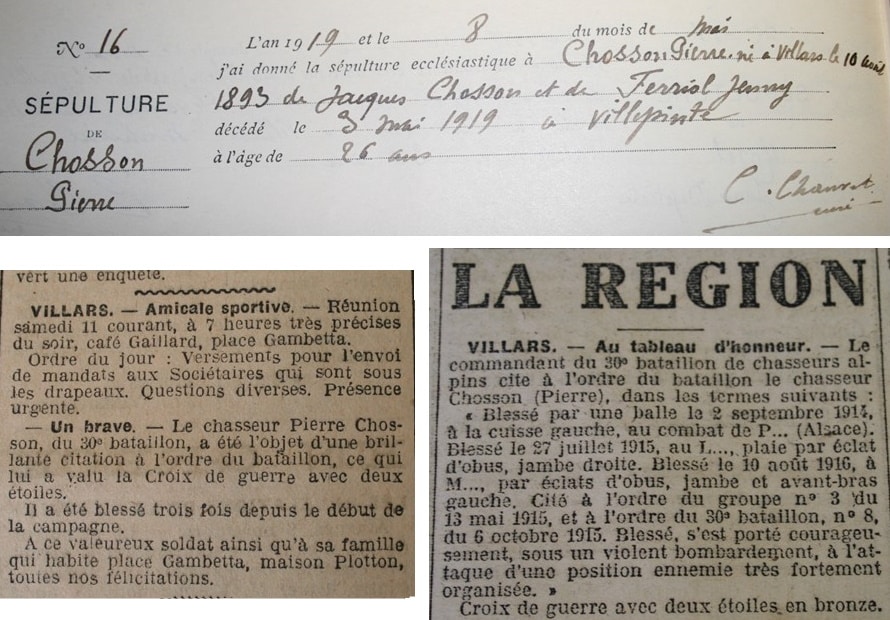 N° 16
SÉPULTURE
DE
Chosson
Pierre
L'an 1919 et le 8 du mois de mai
j'ai donné la sépulture ecclésiastique à Chosson Pierre né à Villars le 10 août
1893 de Jacques Chosson et de Ferriol Jenny
décédé le 3 mai 1919 à Villepinte
à l'âge de 26 ans
C. Chauvet
curé
vert une enquête.
VILLARS. — Amicale sportive. — Réunion
samedi 11 courant, à 7 heures très précises
du soir, café Gaillard, place Gambetta.
Ordre du jour : Versements pour l'envoi
de mandats aux Sociétaires qui sont sous
les drapeaux. Questions diverses. Présence
urgente.
— Un brave. — Le chasseur Pierre Chos-
son, du 30e bataillon, a été l'objet d'une bril-
lante citation à l'ordre du bataillon, ce qui
lui a valu la Croix de guerre avec deux
étoiles.
Il a été blessé trois fois depuis le début de
la campagne.
A ce valeureux soldat ainsi qu'à sa famille
qui habite place Gambetta, maison Plotton,
toutes nos félicitations.
LA REGION
VILLARS. — Au tableau d'honneur. — Le
commandant du 30e bataillon de chasseurs al-
pins cite à l'ordre du bataillon le chasseur
Chosson (Pierre), dans les termes suivants :
« Blessé par une balle le 2 septembre 1914,
à la cuisse gauche, au combat de P... (Alsace).
Blessé le 27 juillet 1915, au L..., plaie par éclat
d'obus, jambe droite. Blessé le 10 août 1916, à
M..., par éclats d'obus, jambe et avant-bras
gauche. Cité à l'ordre du groupe n° 3 du
13 mai 1915, et à l'ordre du 30e bataillon, n° 8,
du 6 octobre 1915. Blessé, s'est porté courageu-
sement, sous un violent bombardement, à l'at-
taque d'une position ennemie très fortement
organisée. »
Croix de guerre avec deux étoiles en bronze.